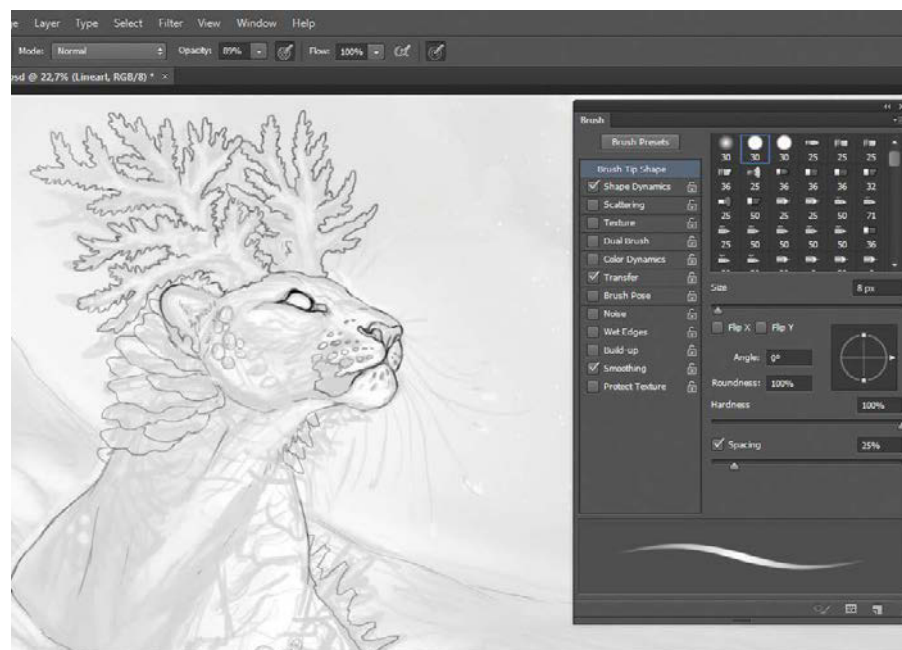 e Layer Type Select Filter View Window Help
Mode: Normal Opacity: 89% Flow: 100%
psd @ 22,7% (Lineart, RGB/8) * ×
Brush
Brush Presets
30 30 30 25 25 25
Brush Tip Shape
36 25 36 36 36 32
Shape Dynamics
Scattering
25 50 25 25 50 71
Texture
Dual Brush
25 50 50 50 50 36
Color Dynamics
Transfer
Size 8 px
Brush Pose
Noise
Flip X Flip Y
Wet Edges
Build-up
Angle: 0°
Smoothing
Roundness: 100%
Protect Texture
Hardness 100%
Spacing 25%